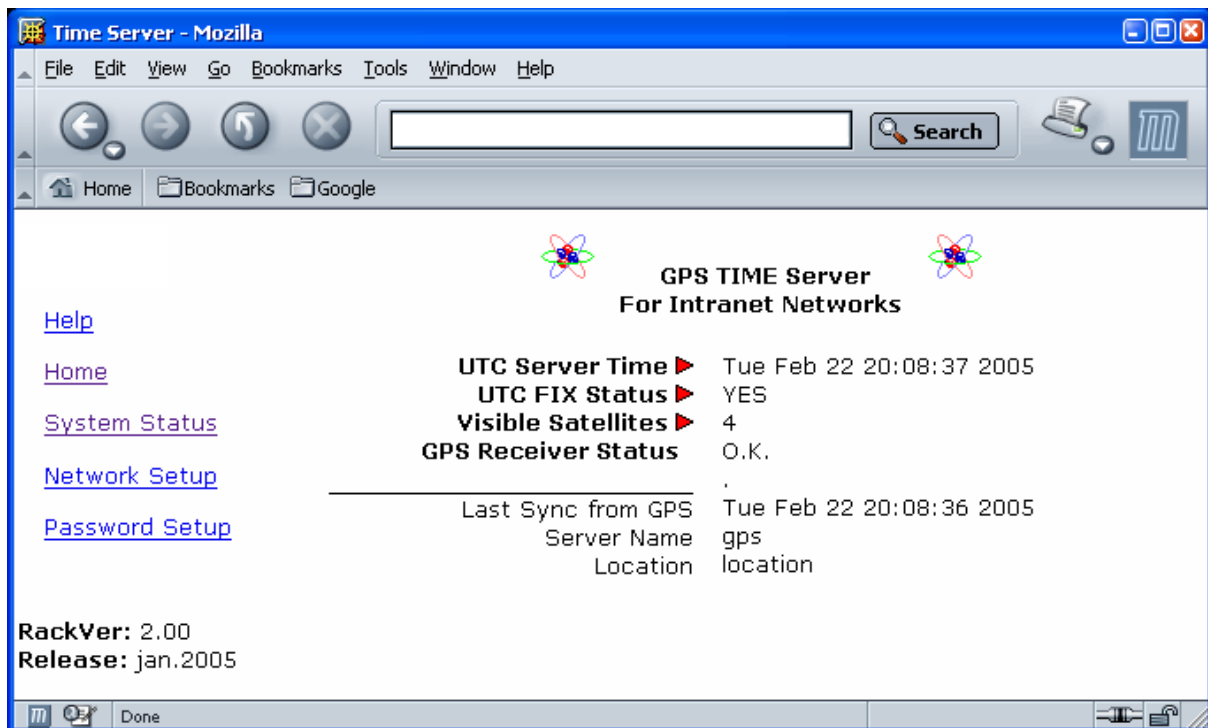 Time Server - Mozilla
File Edit View Go Bookmarks Tools Window Help
Search
Home Bookmarks Google
GPS TIME Server
For Intranet Networks
Help
Home
System Status
Network Setup
Password Setup
UTC Server Time Tue Feb 22 20:08:37 2005
UTC FIX Status YES
Visible Satellites 4
GPS Receiver Status O.K.
.
Last Sync from GPS Tue Feb 22 20:08:36 2005
Server Name gps
Location location
RackVer: 2.00
Release: jan.2005
Done